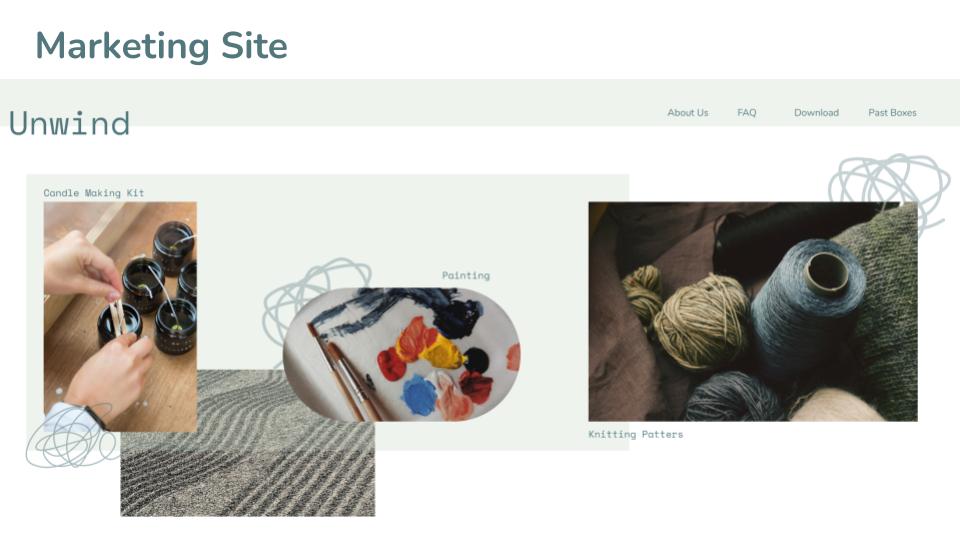 Marketing Site
Unwind
About Us
FAQ
Download
Past Boxes
Candle Making Kit
Painting
Knitting Patters